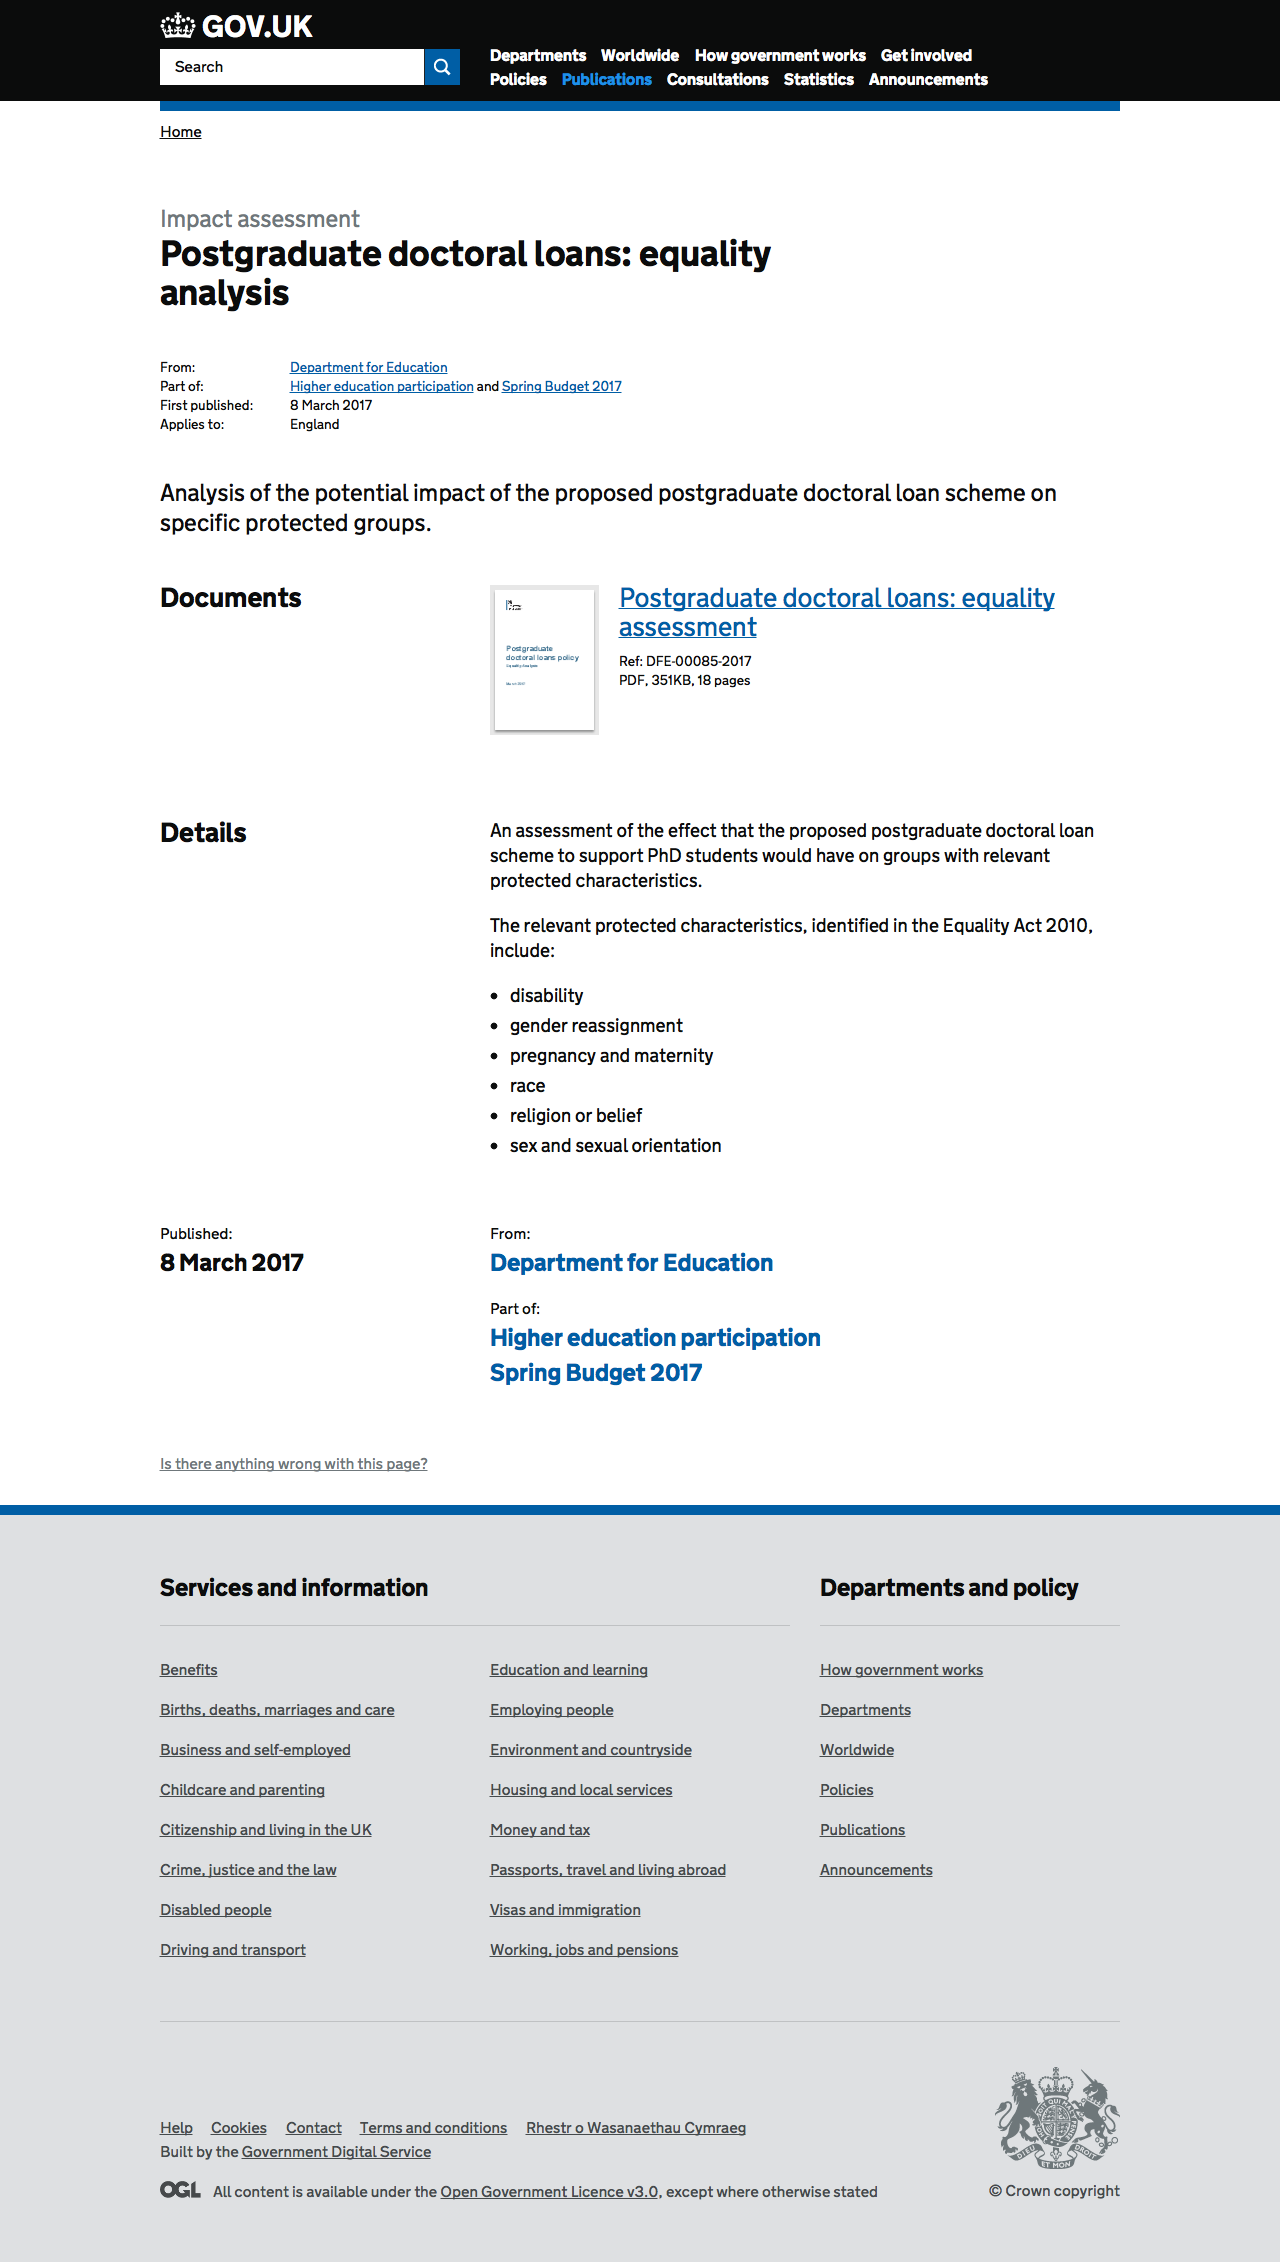 GOV.UK
Search
Departments Worldwide How government works Get involved
Policies Publications Consultations Statistics Announcements
Home
Impact assessment
Postgraduate doctoral loans: equality
analysis
From: Department for Education
Part of: Higher education participation and Spring Budget 2017
First published: 8 March 2017
Applies to: England
Analysis of the potential impact of the proposed postgraduate doctoral loan scheme on
specific protected groups.
Documents
Postgraduate
doctoral loans policy
Equality Analysis
March 2017
Postgraduate doctoral loans: equality
assessment
Ref: DFE-00085-2017
PDF, 351KB, 18 pages
Details
An assessment of the effect that the proposed postgraduate doctoral loan
scheme to support PhD students would have on groups with relevant
protected characteristics.
The relevant protected characteristics, identified in the Equality Act 2010,
include:
• disability
• gender reassignment
• pregnancy and maternity
• race
• religion or belief
• sex and sexual orientation
Published:
8 March 2017
From:
Department for Education
Part of:
Higher education participation
Spring Budget 2017
Is there anything wrong with this page?
Services and information
Benefits
Births, deaths, marriages and care
Business and self-employed
Childcare and parenting
Citizenship and living in the UK
Crime, justice and the law
Disabled people
Driving and transport
Education and learning
Employing people
Environment and countryside
Housing and local services
Money and tax
Passports, travel and living abroad
Visas and immigration
Working, jobs and pensions
Departments and policy
How government works
Departments
Worldwide
Policies
Publications
Announcements
Help Cookies Contact Terms and conditions Rhestr o Wasanaethau Cymraeg
Built by the Government Digital Service
OGL All content is available under the Open Government Licence v3.0, except where otherwise stated
DIEU ET MON DROIT
© Crown copyright